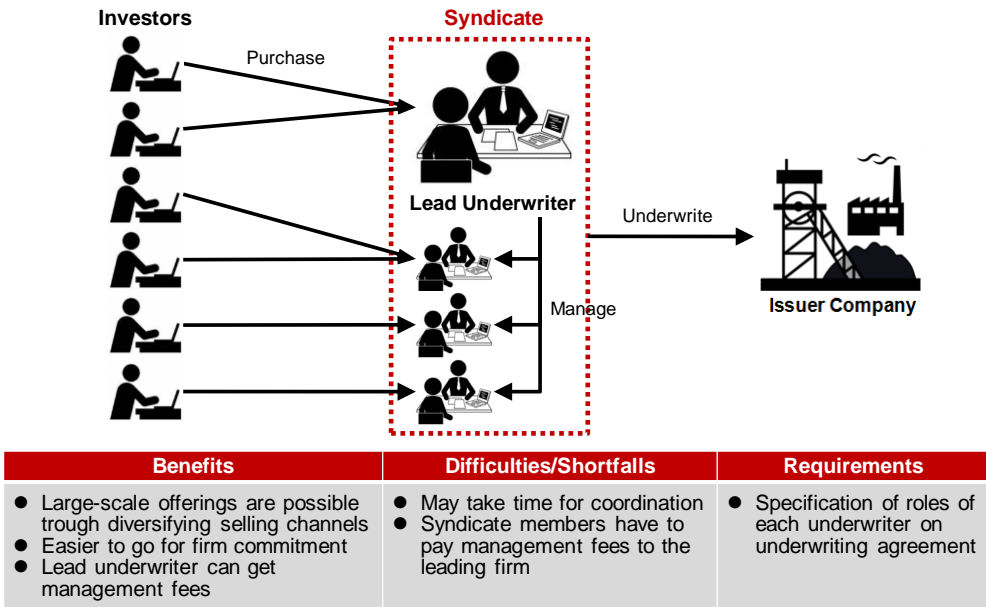 Investors
Syndicate
Purchase
Lead Underwriter
Underwrite
Manage
Issuer Company
Benefits
Difficulties/Shortfalls
Requirements
● Large-scale offerings are possible
trough diversifying selling channels
● Easier to go for firm commitment
● Lead underwriter can get
management fees
● May take time for coordination
● Syndicate members have to
pay management fees to the
leading firm
● Specification of roles of
each underwriter on
underwriting agreement